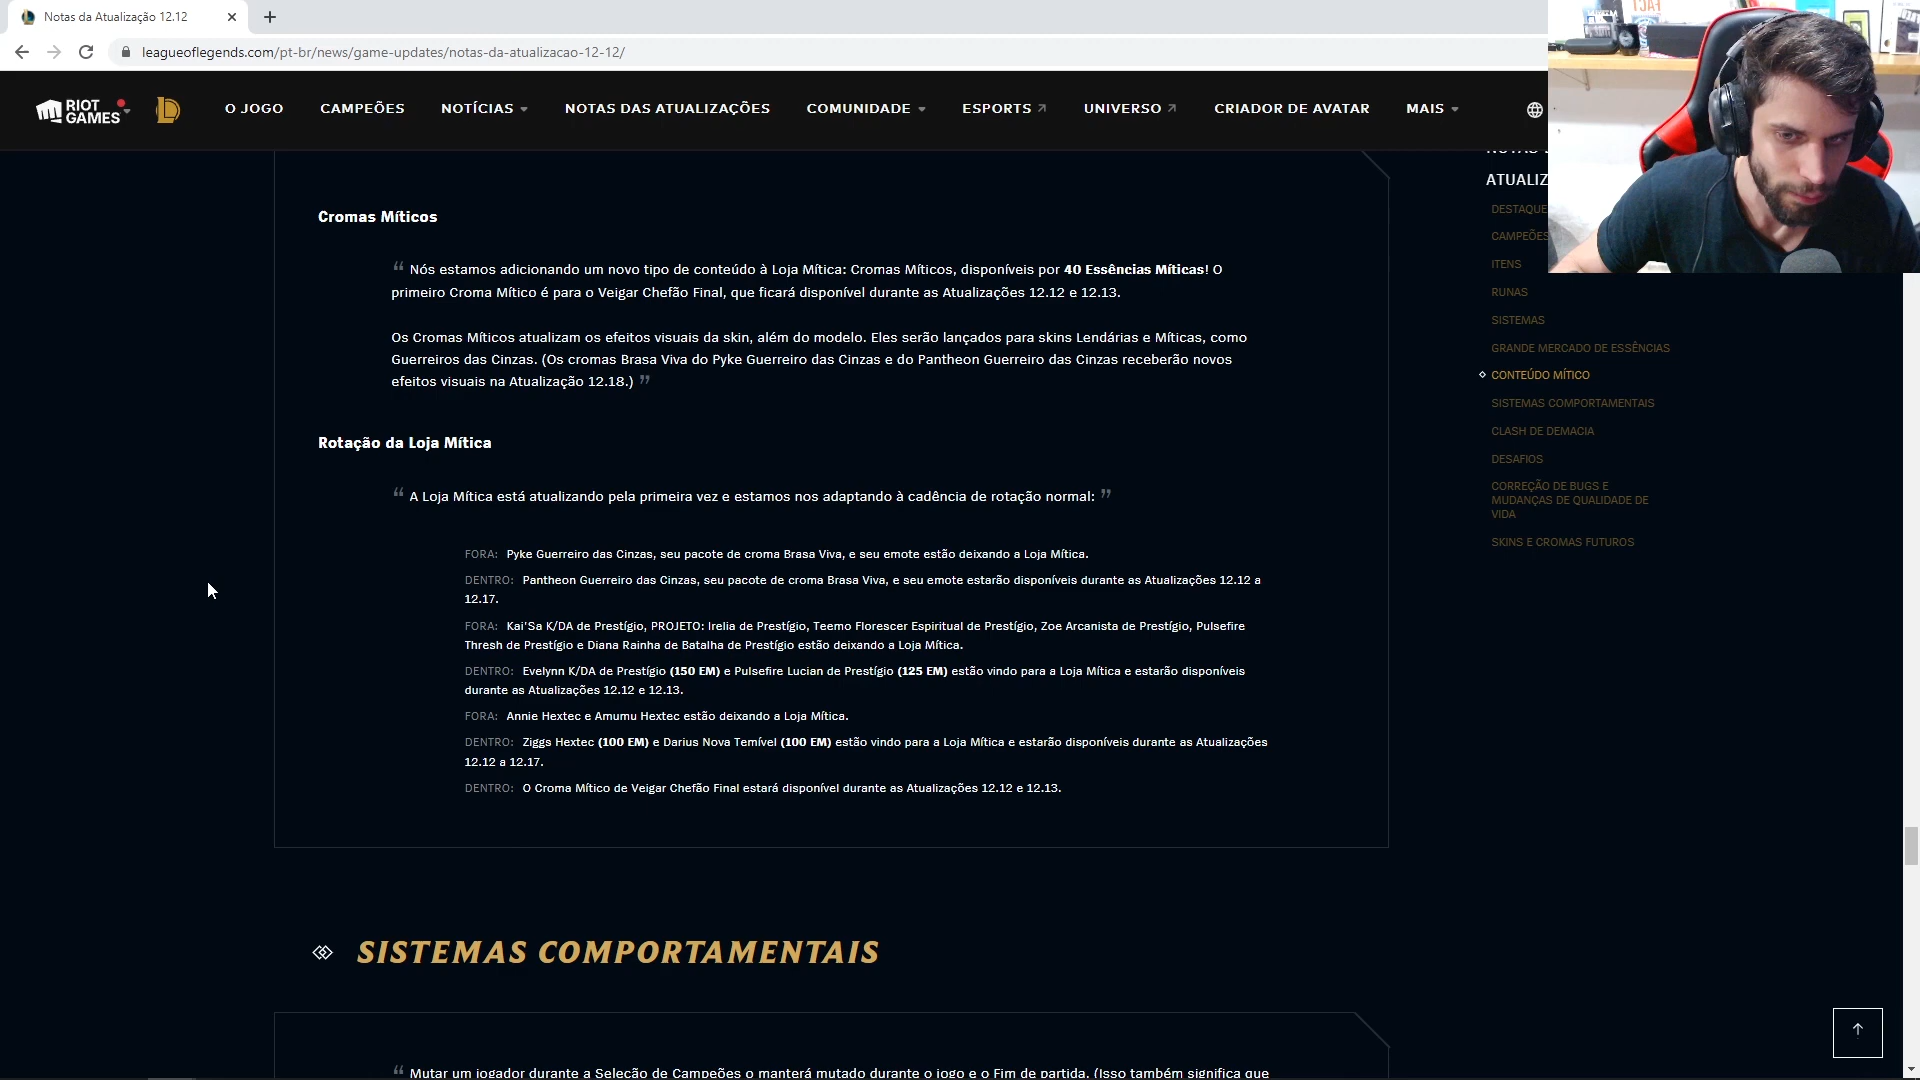 Notas da Atualização 12.12
leagueoflegends.com/pt-br/news/game-updates/notas-da-atualizacao-12-12/
RIOT GAMES
O JOGO
CAMPEÕES
NOTÍCIAS
NOTAS DAS ATUALIZAÇÕES
COMUNIDADE
ESPORTS
UNIVERSO
CRIADOR DE AVATAR
MAIS
Cromas Míticos
“ Nós estamos adicionando um novo tipo de conteúdo à Loja Mítica: Cromas Míticos, disponíveis por 40 Essências Míticas! O
primeiro Croma Mítico é para o Veigar Chefão Final, que ficará disponível durante as Atualizações 12.12 e 12.13.
Os Cromas Míticos atualizam os efeitos visuais da skin, além do modelo. Eles serão lançados para skins Lendárias e Míticas, como
Guerreiros das Cinzas. (Os cromas Brasa Viva do Pyke Guerreiro das Cinzas e do Pantheon Guerreiro das Cinzas receberão novos
efeitos visuais na Atualização 12.18.) ”
Rotação da Loja Mítica
“ A Loja Mítica está atualizando pela primeira vez e estamos nos adaptando à cadência de rotação normal: ”
FORA: Pyke Guerreiro das Cinzas, seu pacote de croma Brasa Viva, e seu emote estão deixando a Loja Mítica.
DENTRO: Pantheon Guerreiro das Cinzas, seu pacote de croma Brasa Viva, e seu emote estarão disponíveis durante as Atualizações 12.12 a
12.17.
FORA: Kai'Sa K/DA de Prestígio, PROJETO: Irelia de Prestígio, Teemo Florescer Espiritual de Prestígio, Zoe Arcanista de Prestígio, Pulsefire
Thresh de Prestígio e Diana Rainha de Batalha de Prestígio estão deixando a Loja Mítica.
DENTRO: Evelynn K/DA de Prestígio (150 EM) e Pulsefire Lucian de Prestígio (125 EM) estão vindo para a Loja Mítica e estarão disponíveis
durante as Atualizações 12.12 e 12.13.
FORA: Annie Hextec e Amumu Hextec estão deixando a Loja Mítica.
DENTRO: Ziggs Hextec (100 EM) e Darius Nova Temível (100 EM) estão vindo para a Loja Mítica e estarão disponíveis durante as Atualizações
12.12 a 12.17.
DENTRO: O Croma Mítico de Veigar Chefão Final estará disponível durante as Atualizações 12.12 e 12.13.
SISTEMAS COMPORTAMENTAIS
“ Mutar um jogador durante a Seleção de Campeões o manterá mutado durante o jogo e o Fim de partida. (Isso também significa que
ATUALIZ
DESTAQUE
CAMPEÕES
ITENS
RUNAS
SISTEMAS
GRANDE MERCADO DE ESSÊNCIAS
CONTEÚDO MÍTICO
SISTEMAS COMPORTAMENTAIS
CLASH DE DEMACIA
DESAFIOS
CORREÇÃO DE BUGS E
MUDANÇAS DE QUALIDADE DE
VIDA
SKINS E CROMAS FUTUROS